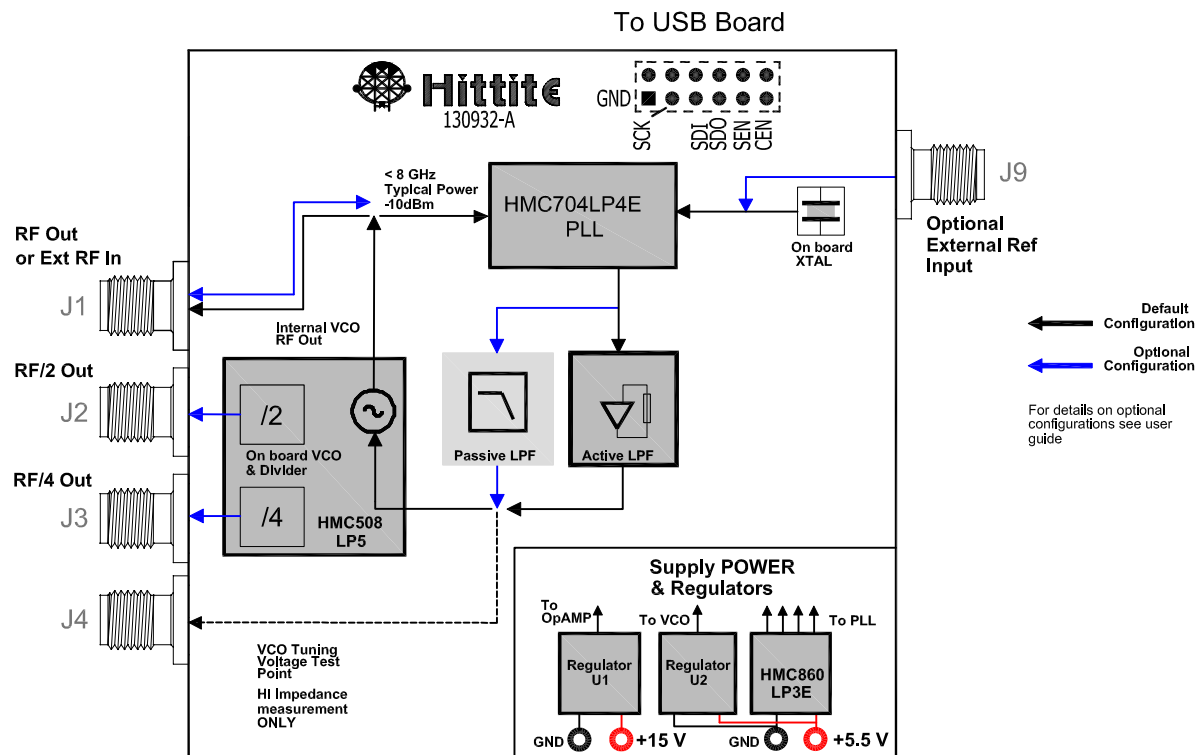 To USB Board
Hittite
130932-A
GND
SCK
SDI
SDO
SEN
CEN
J9
Optional
External Ref
Input
< 8 GHz
TypIcal Power
-10dBm
HMC704LP4E
PLL
On board
XTAL
RF Out
or Ext RF In
J1
Internal VCO
RF Out
Default
ConfIguratIon
Optional
Configuration
For details on optional
configurations see user
guide
RF/2 Out
J2
/2
On board VCO
& DIvIder
Passive LPF
Active LPF
RF/4 Out
J3
/4
HMC508
LP5
J4
VCO TunIng
Voltage Test
Point
HI Impedance
measurement
ONLY
Supply POWER
& Regulators
To
OpAMP
To VCO
To PLL
Regulator
U1
Regulator
U2
HMC860
LP3E
GND
+15 V
GND
+5.5 V